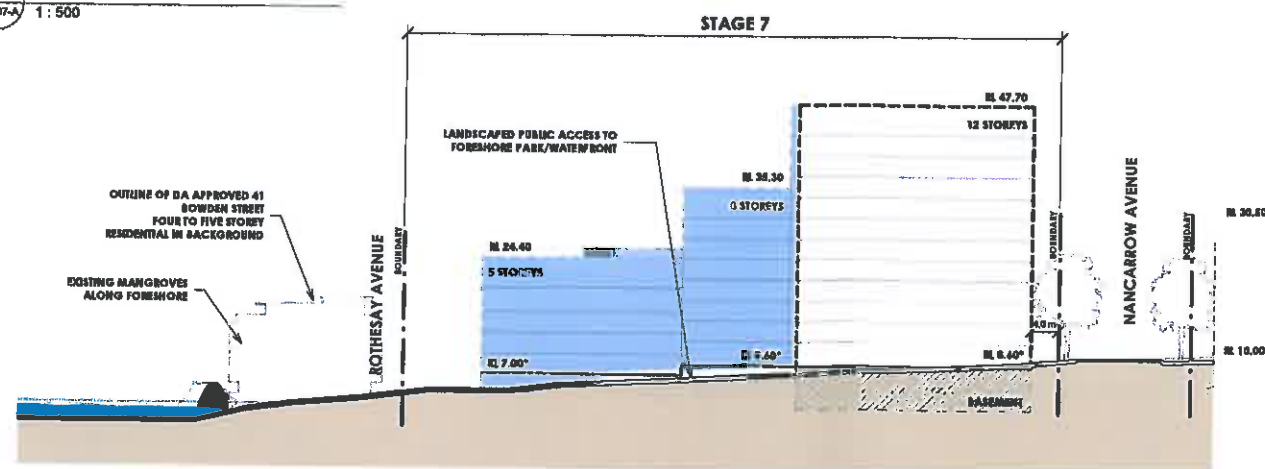 1 : 500
STAGE 7
RL 47.70
12 STOREYS
LANDSCAPED PUBLIC ACCESS TO
FORESHORE PARK/WATERFRONT
STOREYS
OUTLINE OF DA APPROVED 41
BOWDEN STREET
FOUR TO FIVE STOREY
RESIDENTIAL IN BACKGROUND
EXISTING MANGROVES
ALONG FORESHORE
ROTHESAY AVENUE
BOUNDARY
RL 24.40
5 STOREYS
RL 7.00*
RL 8.60*
BASEMENT
4.0 m
BOUNDARY
NANCARROW AVENUE
BOUNDARY
RL 10.00